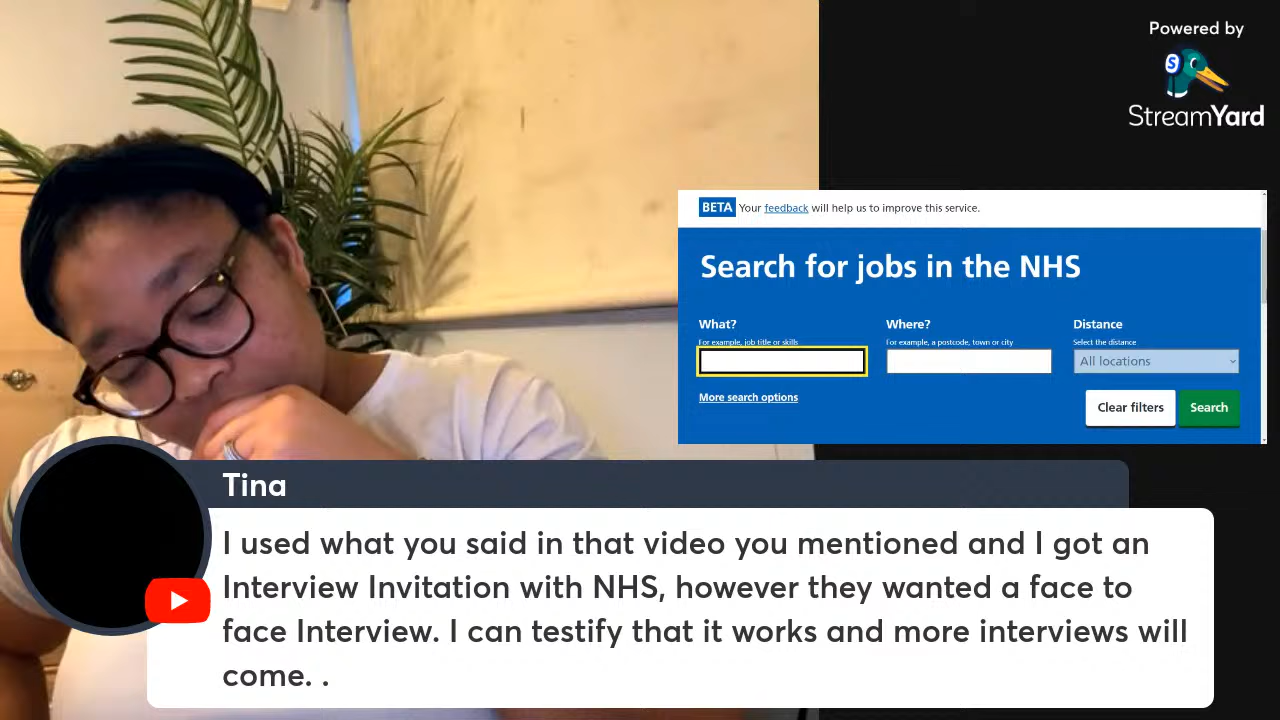 Powered by
StreamYard
BETA Your feedback will help us to improve this service.
Search for jobs in the NHS
What?
For example, job title or skills
Where?
For example, a postcode, town or city
Distance
Select the distance
All locations
More search options
Clear filters
Search
Tina
I used what you said in that video you mentioned and I got an
Interview Invitation with NHS, however they wanted a face to
face Interview. I can testify that it works and more interviews will
come. .